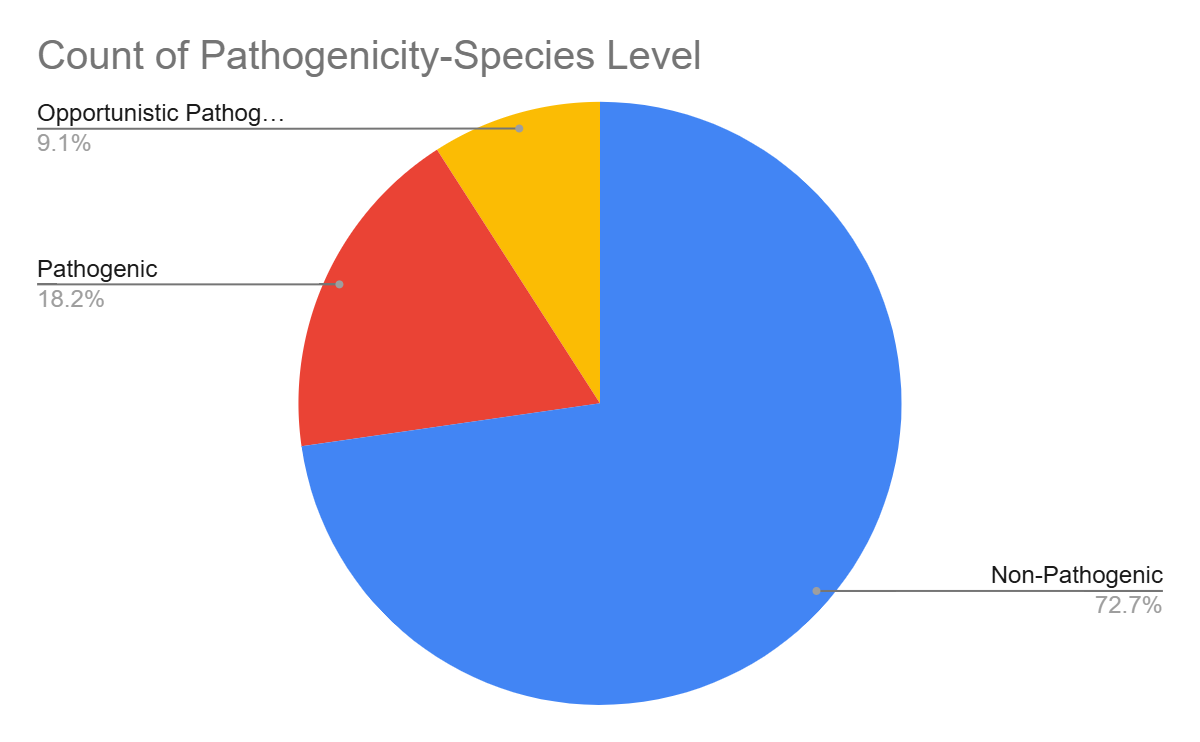 Count of Pathogenicity-Species Level
Opportunistic Pathog…
9.1%
Pathogenic
18.2%
Non-Pathogenic
72.7%